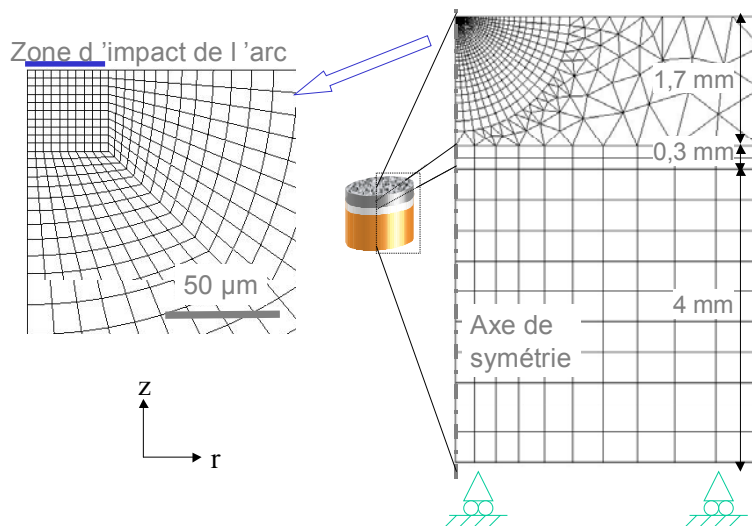 Zone d ’impact de l ’arc
50 µm
z
r
1,7 mm
0,3 mm
4 mm
Axe de
symétrie